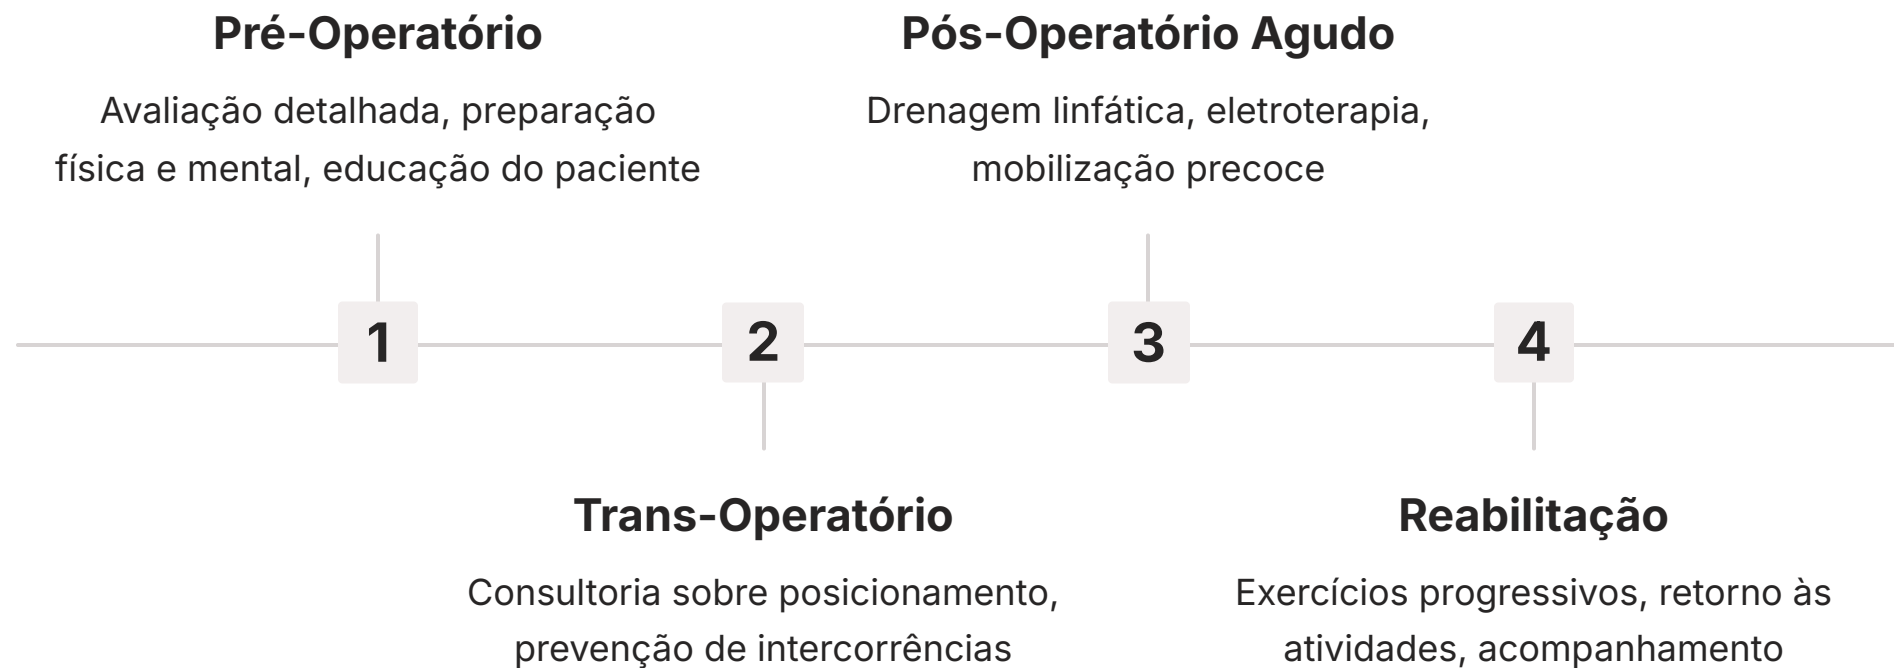 Pré-Operatório
Avaliação detalhada, preparação
física e mental, educação do paciente
Pós-Operatório Agudo
Drenagem linfática, eletroterapia,
mobilização precoce
1
2
3
4
Trans-Operatório
Consultoria sobre posicionamento,
prevenção de intercorrências
Reabilitação
Exercícios progressivos, retorno às
atividades, acompanhamento